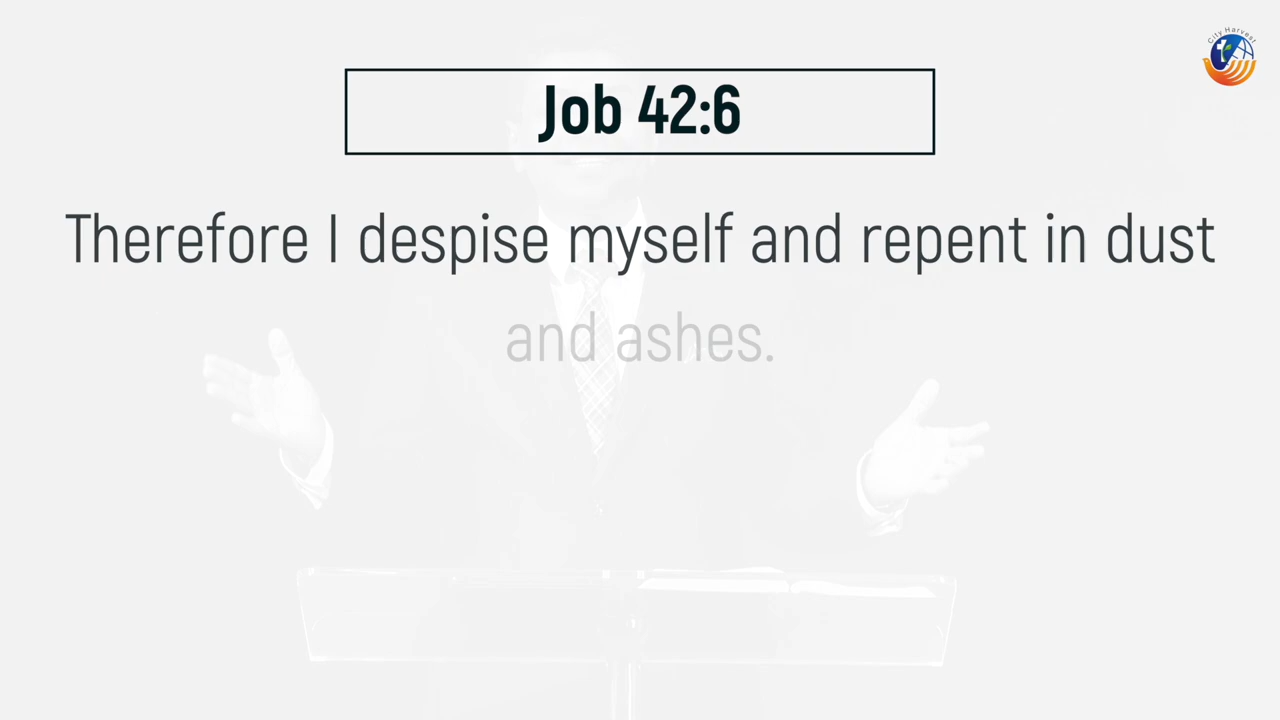 City Harvest
Job 42:6
Therefore I despise myself and repent in dust
and ashes.